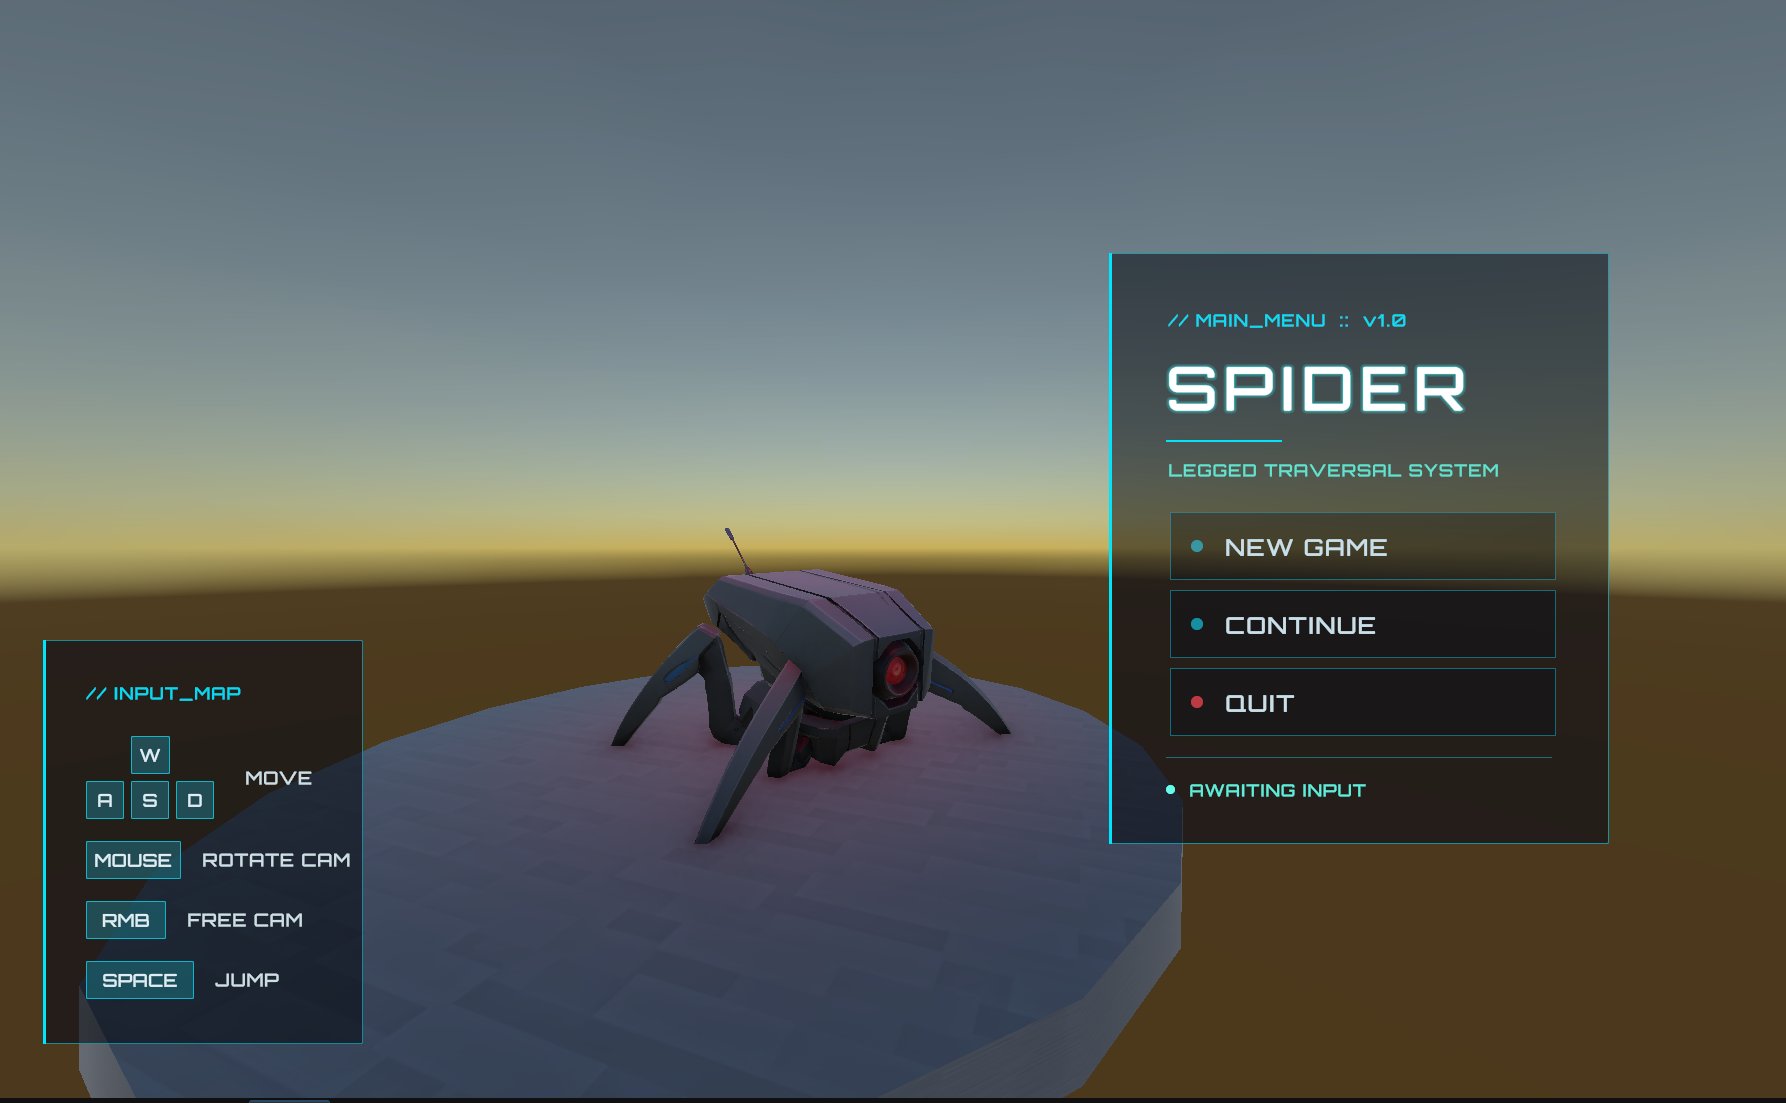 // MAIN_MENU :: v1.0
SPIDER
LEGGED TRAVERSAL SYSTEM
NEW GAME
CONTINUE
QUIT
AWAITING INPUT
// INPUT_MAP
W
A S D MOVE
MOUSE ROTATE CAM
RMB FREE CAM
SPACE JUMP